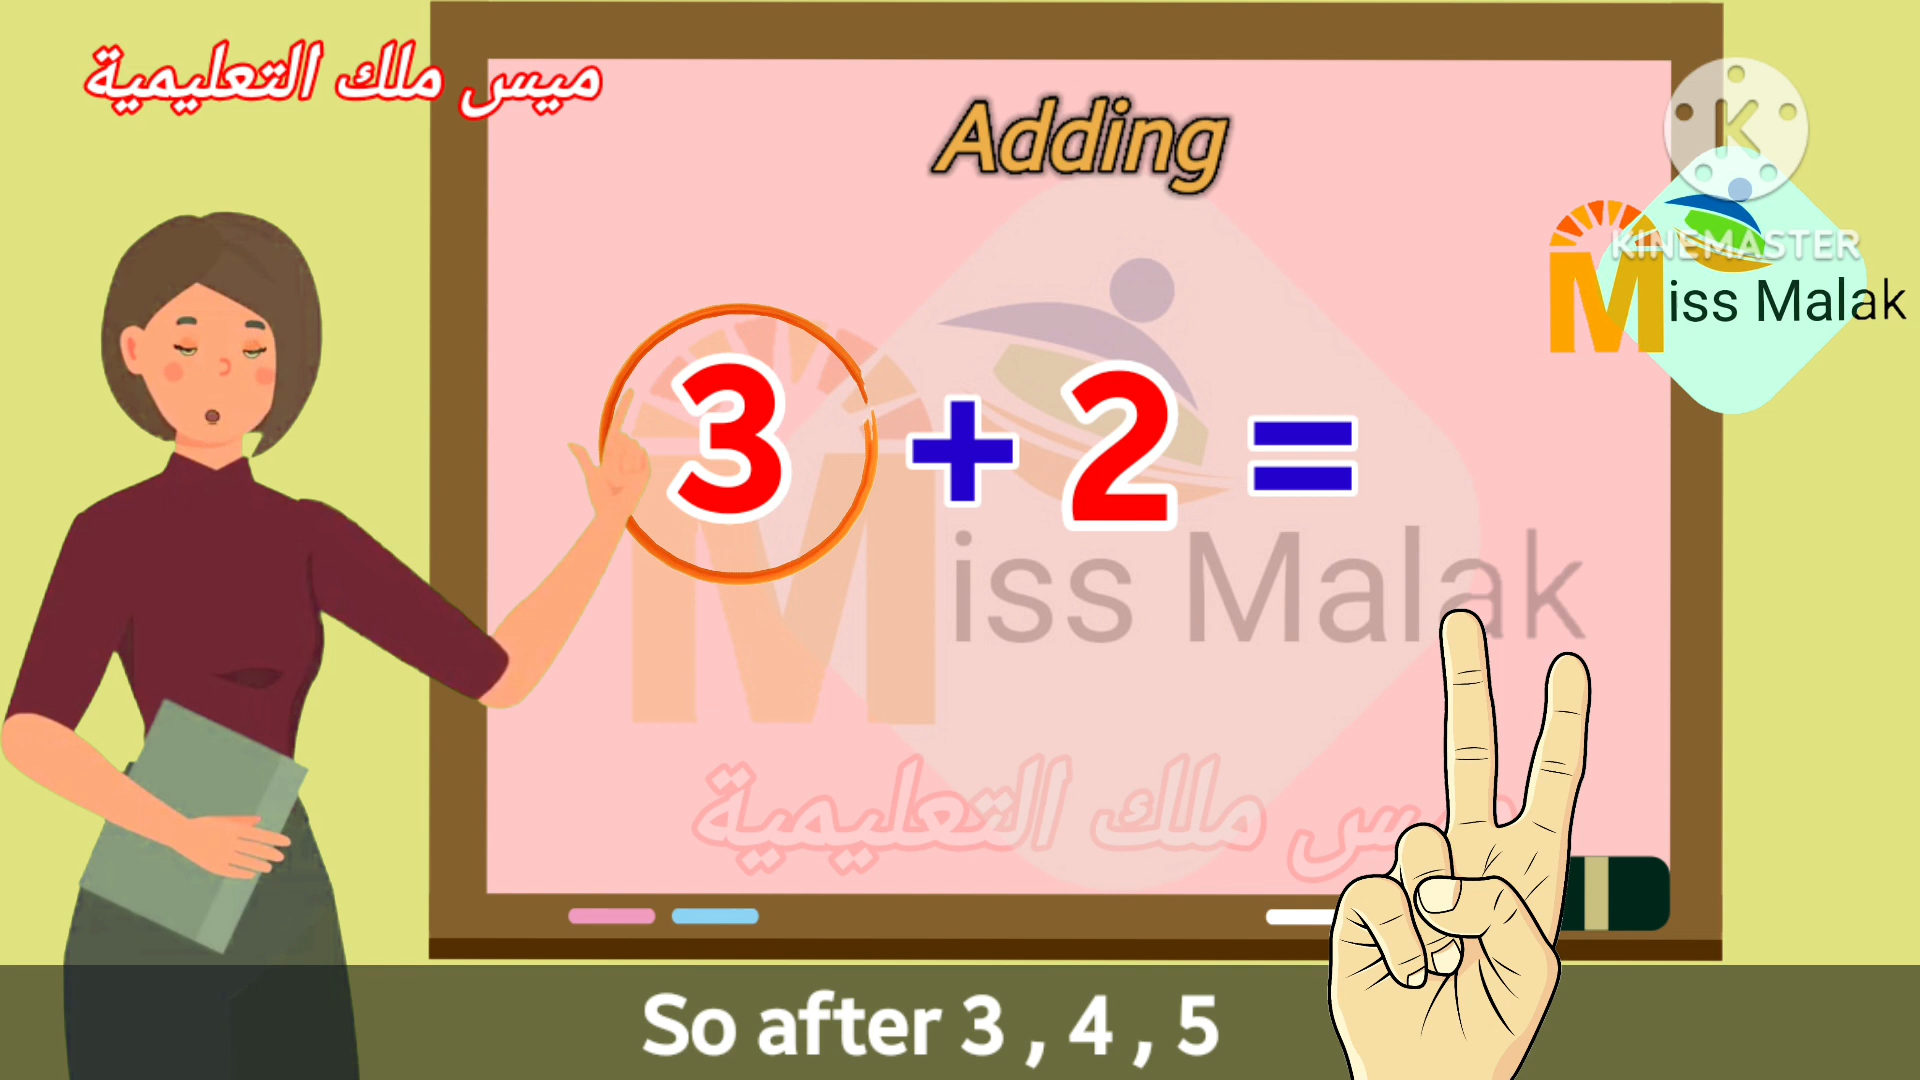 ميس ملك التعليمية
Adding
K
KINEMASTER
Miss Malak
3 + 2 =
Miss Malak
ميس ملك التعليمية
So after 3 , 4 , 5